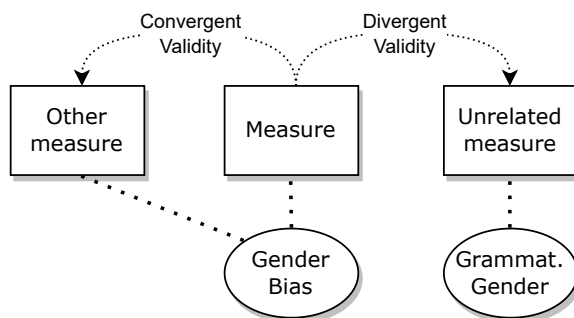 Convergent
Validity
Divergent
Validity
Other
measure
Measure
Unrelated
measure
Gender
Bias
Grammat.
Gender